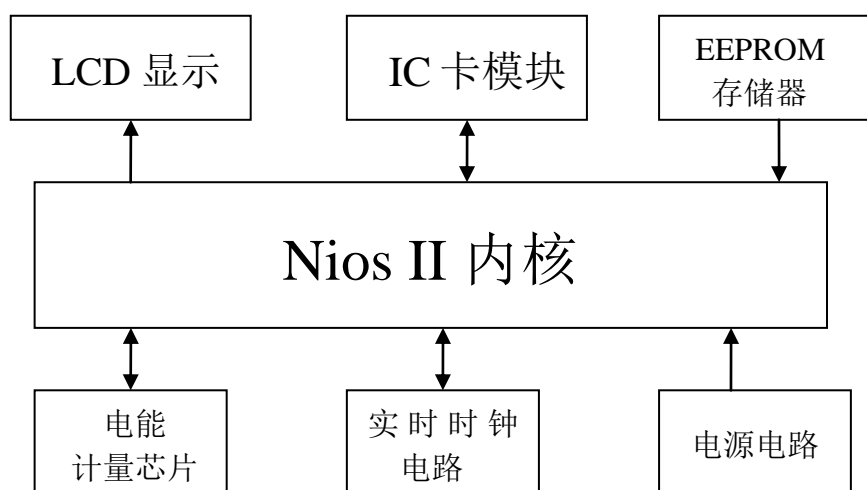 LCD 显示
IC 卡模块
EEPROM
存储器
Nios II 内核
电能
计量芯片
实时时钟
电路
电源电路